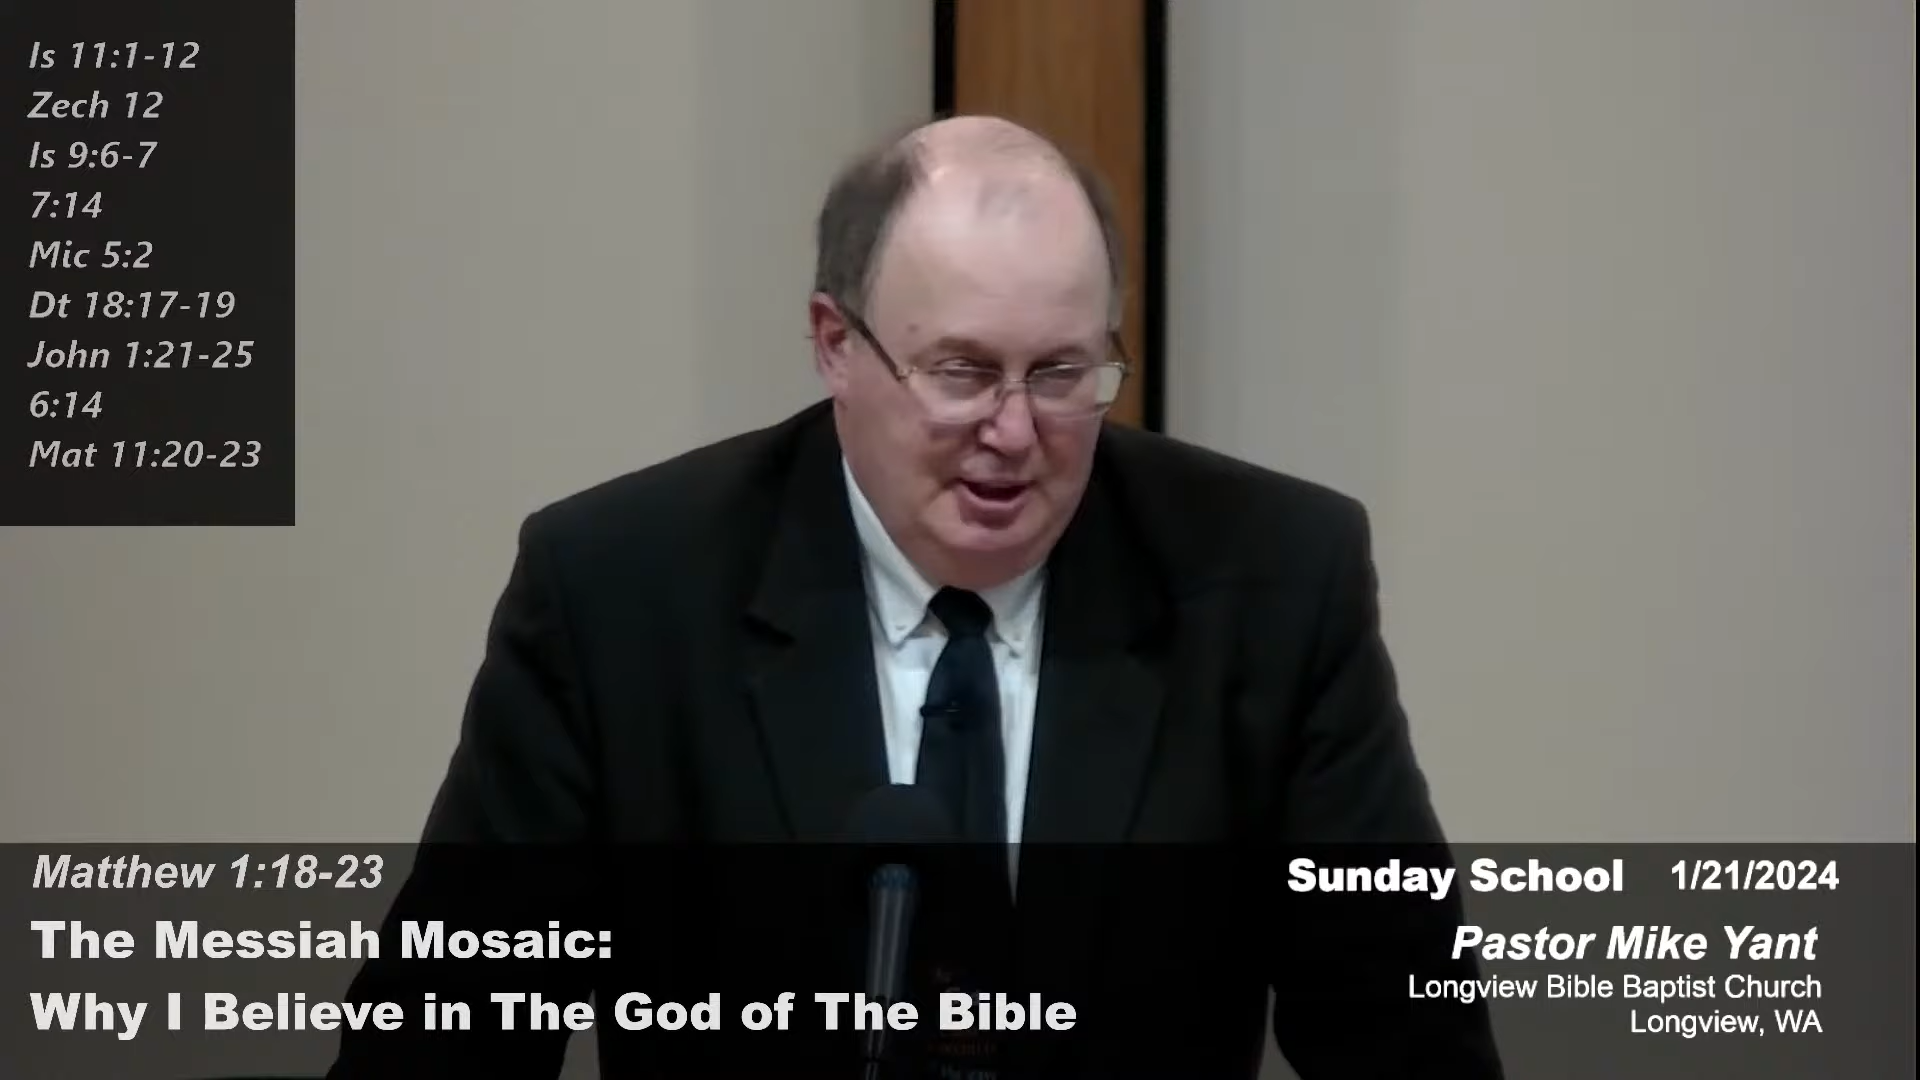 Is 11:1-12
Zech 12
Is 9:6-7
7:14
Mic 5:2
Dt 18:17-19
John 1:21-25
6:14
Mat 11:20-23
Matthew 1:18-23
The Messiah Mosaic:
Why I Believe in The God of The Bible
Sunday School 1/21/2024
Pastor Mike Yant
Longview Bible Baptist Church
Longview, WA